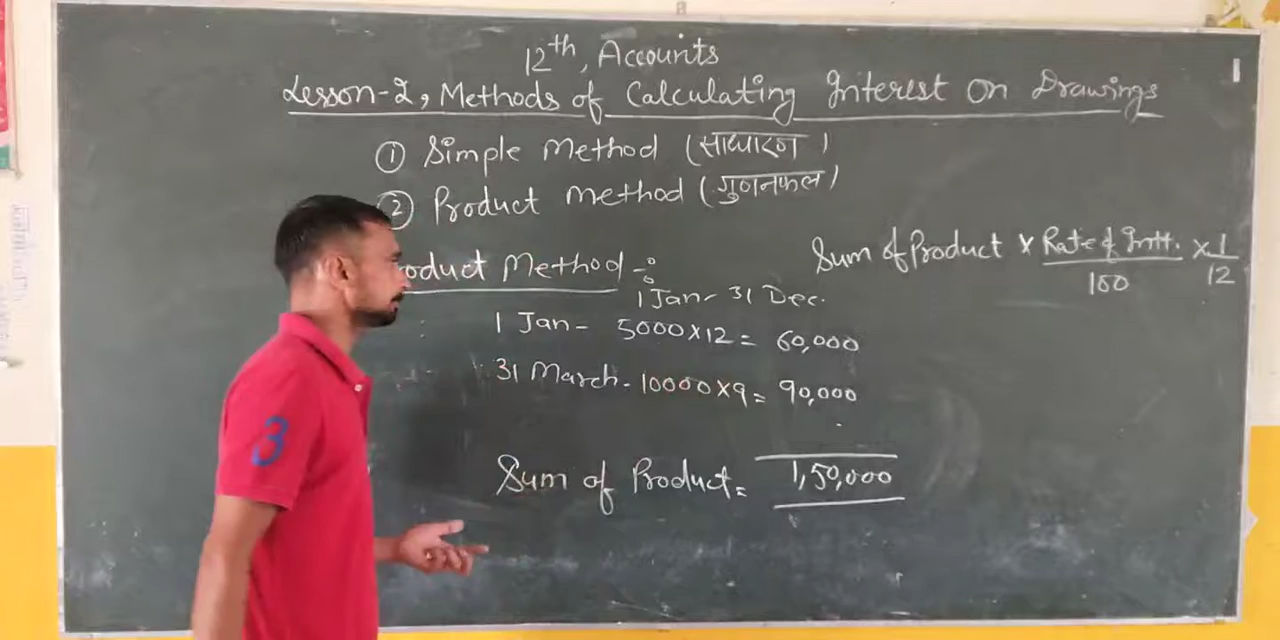 12th, Accounts
Lesson-2, Methods of Calculating Interest On Drawings
① Simple Method (साधारण)
② Product Method (गुणनफल)
oduct Method :-
Sum of Product × Rate of Intt. / 100 × 1/12
1 Jan - 31 Dec.
1 Jan - 5000×12 = 60,000
31 March - 10000×9 = 90,000
Sum of Product = 1,50,000
3